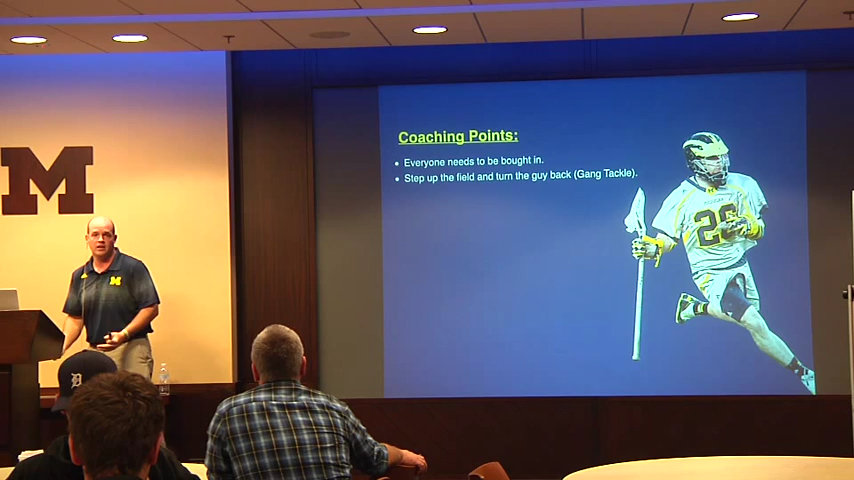 M
Coaching Points:
• Everyone needs to be bought in.
• Step up the field and turn the guy back (Gang Tackle).
M
D